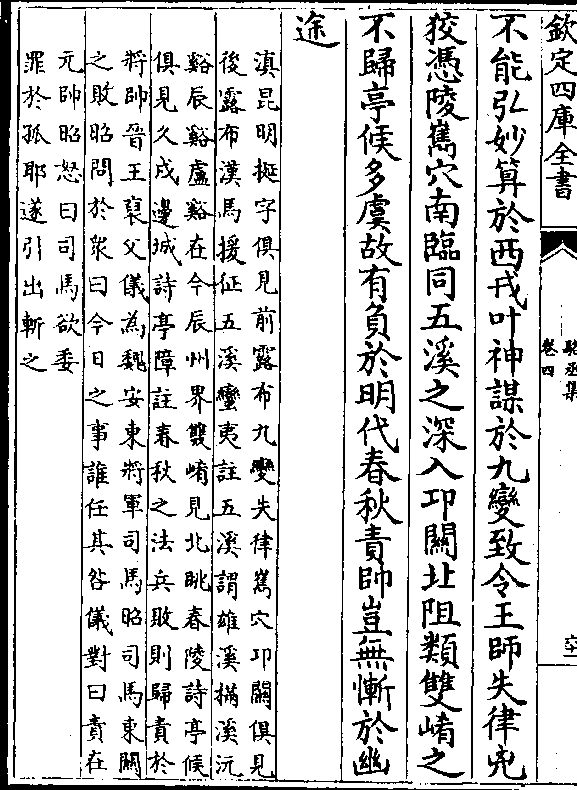 欽定四庫全書
駱丞集
卷四
六十一
不能弘妙算於西戎叶神謀於九變致令王師失律兇
狡憑陵嶲穴南臨同五溪之深入卭關北阻類雙崤之
不歸亭候多虞故有負於明代春秋責帥豈無慚於幽
途
滇昆明挻字俱見前露布九變失律嶲穴卭關俱見
後露布漢馬援征五溪蠻夷註五溪謂雄溪樠溪沅
谿辰谿盧谿在今辰州界雙崤見北眺舂陵詩亭候
俱見久戍邊城詩亭障註春秋之法兵敗則歸責於
將帥晉王裒父儀為魏安東將軍司馬昭司馬東關
之敗昭問於衆曰今日之事誰任其咎儀對曰責在
元帥昭怒曰司馬欲委
罪於孤耶遂引出斬之